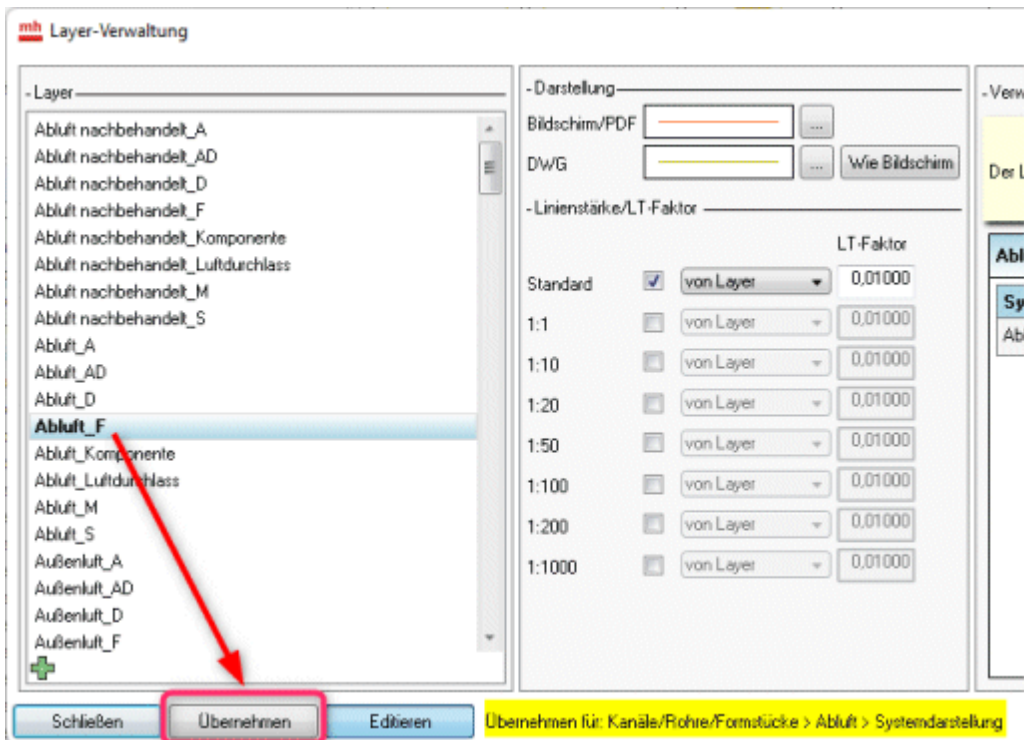 mh Layer-Verwaltung
Layer
Abluft nachbehandelt_A
Abluft nachbehandelt_AD
Abluft nachbehandelt_D
Abluft nachbehandelt_F
Abluft nachbehandelt_Komponente
Abluft nachbehandelt_Luftdurchlass
Abluft nachbehandelt_M
Abluft nachbehandelt_S
Abluft_A
Abluft_AD
Abluft_D
Abluft_F
Abluft_Komponente
Abluft_Luftdurchlass
Abluft_M
Abluft_S
Außenluft_A
Außenluft_AD
Außenluft_D
Außenluft_F
Darstellung
Bildschirm/PDF ...
DWG ... Wie Bildschirm
Linienstärke/LT-Faktor
LT-Faktor
Standard von Layer 0,01000
1:1 von Layer 0,01000
1:10 von Layer 0,01000
1:20 von Layer 0,01000
1:50 von Layer 0,01000
1:100 von Layer 0,01000
1:200 von Layer 0,01000
1:1000 von Layer 0,01000
Verw
Der L
Abl
Sy
Ab
Schließen Übernehmen Editieren Übernehmen für: Kanäle/Rohre/Formstücke > Abluft > Systemdarstellung